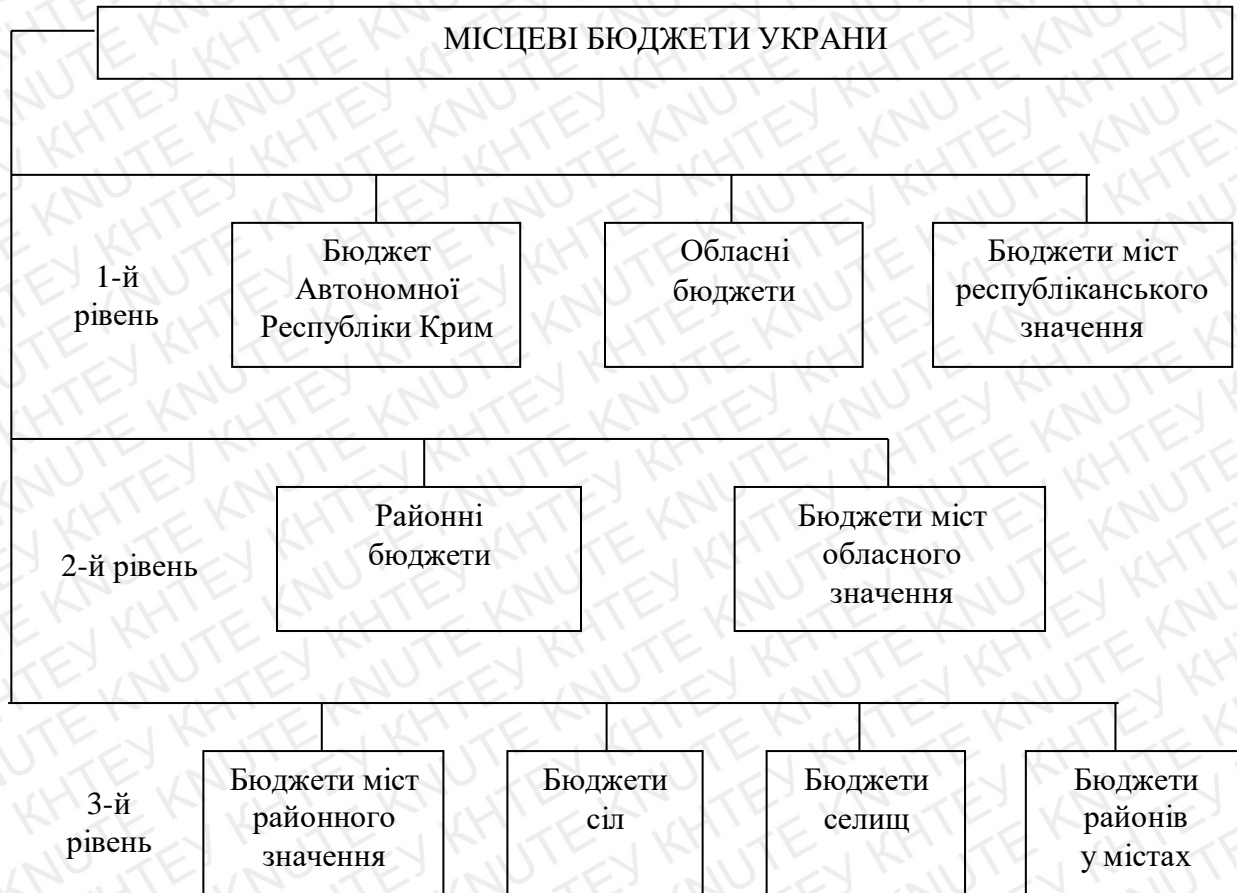 МІСЦЕВІ БЮДЖЕТИ УКРАНИ
1-й
рівень
Бюджет
Автономної
Республіки Крим
Обласні
бюджети
Бюджети міст
республіканського
значення
2-й рівень
Районні
бюджети
Бюджети міст
обласного
значення
3-й
рівень
Бюджети міст
районного
значення
Бюджети
сіл
Бюджети
селищ
Бюджети
районів
у містах